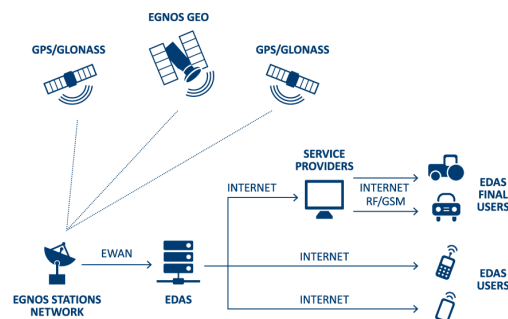 EGNOS GEO
GPS/GLONASS
GPS/GLONASS
SERVICE
PROVIDERS
INTERNET
INTERNET
RF/GSM
EDAS
FINAL
USERS
EWAN
INTERNET
EDAS
USERS
INTERNET
EGNOS STATIONS
NETWORK
EDAS